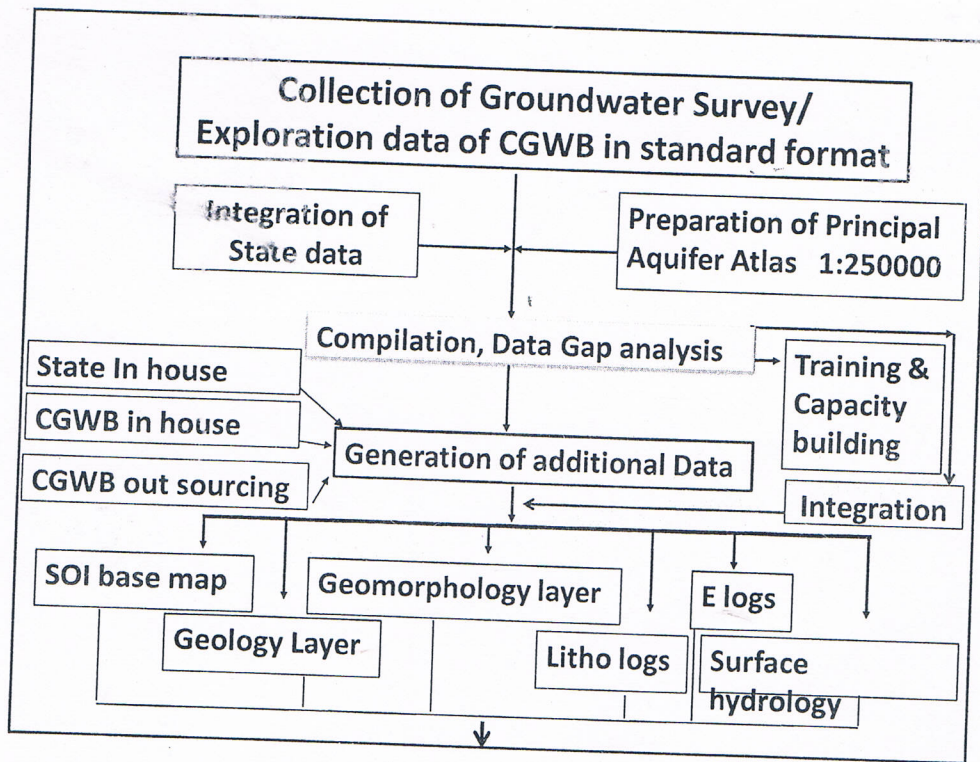 Collection of Groundwater Survey/
Exploration data of CGWB in standard format
Integration of
State data
Preparation of Principal
Aquifer Atlas 1:250000
Compilation, Data Gap analysis
Training &
Capacity
building
State In house
CGWB in house
CGWB out sourcing
Generation of additional Data
Integration
SOI base map
Geology Layer
Geomorphology layer
Litho logs
E logs
Surface
hydrology